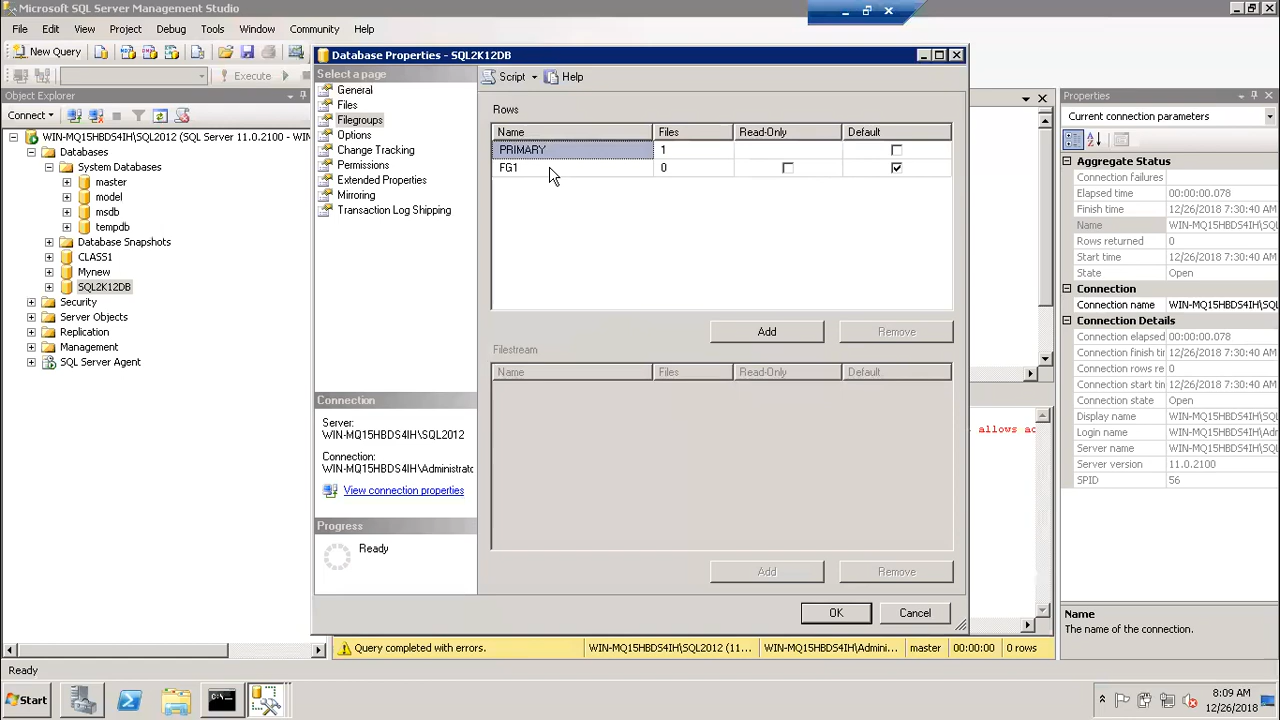 Microsoft SQL Server Management Studio
File Edit View Project Debug Tools Window Community Help
New Query
Execute
Object Explorer
Connect
WIN-MQ15HBDS4IH\SQL2012 (SQL Server 11.0.2100 - WIN
Databases
System Databases
master
model
msdb
tempdb
Database Snapshots
CLASS1
Mynew
SQL2K12DB
Security
Server Objects
Replication
Management
SQL Server Agent
Database Properties - SQL2K12DB
Select a page
General
Files
Filegroups
Options
Change Tracking
Permissions
Extended Properties
Mirroring
Transaction Log Shipping
Connection
Server:
WIN-MQ15HBDS4IH\SQL2012
Connection:
WIN-MQ15HBDS4IH\Administrato
View connection properties
Progress
Ready
Script Help
Rows
Name Files Read-Only Default
PRIMARY 1
FG1 0
Add Remove
Filestream
Name Files Read-Only Default
Add Remove
OK Cancel
allows ac
Query completed with errors. WIN-MQ15HBDS4IH\SQL2012 (11... WIN-MQ15HBDS4IH\Admini... master 00:00:00 0 rows
Properties
Current connection parameters
Aggregate Status
Connection failures
Elapsed time 00:00:00.078
Finish time 12/26/2018 7:30:40 AM
Name WIN-MQ15HBDS4IH\SQ
Rows returned 0
Start time 12/26/2018 7:30:40 AM
State Open
Connection
Connection name WIN-MQ15HBDS4IH\SQ
Connection Details
Connection elapsed 00:00:00.078
Connection finish tir 12/26/2018 7:30:40 AM
Connection rows re 0
Connection start tim 12/26/2018 7:30:40 AM
Connection state Open
Display name WIN-MQ15HBDS4IH\SQ
Login name WIN-MQ15HBDS4IH\Ad
Server name WIN-MQ15HBDS4IH\SQ
Server version 11.0.2100
SPID 56
Name
The name of the connection.
Ready
Start
8:09 AM
12/26/2018